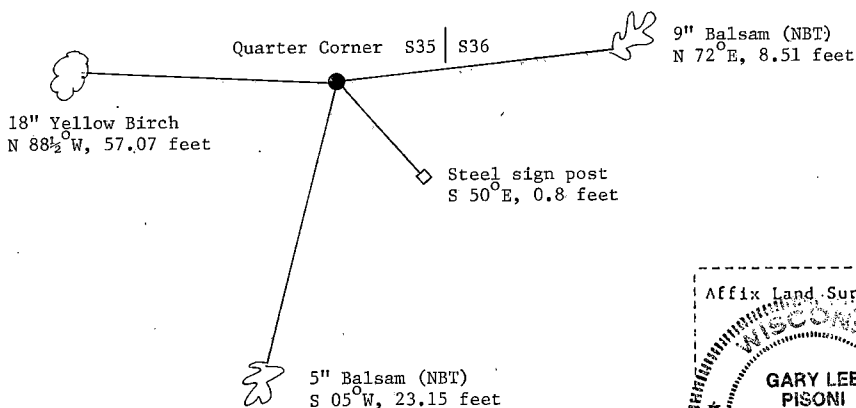 Quarter Corner S35 | S36
9" Balsam (NBT)
N 72°E, 8.51 feet
18" Yellow Birch
N 88½°W, 57.07 feet
Steel sign post
S 50°E, 0.8 feet
5" Balsam (NBT)
S 05°W, 23.15 feet
Affix Land
WISCON
GARY LEE
PISONI